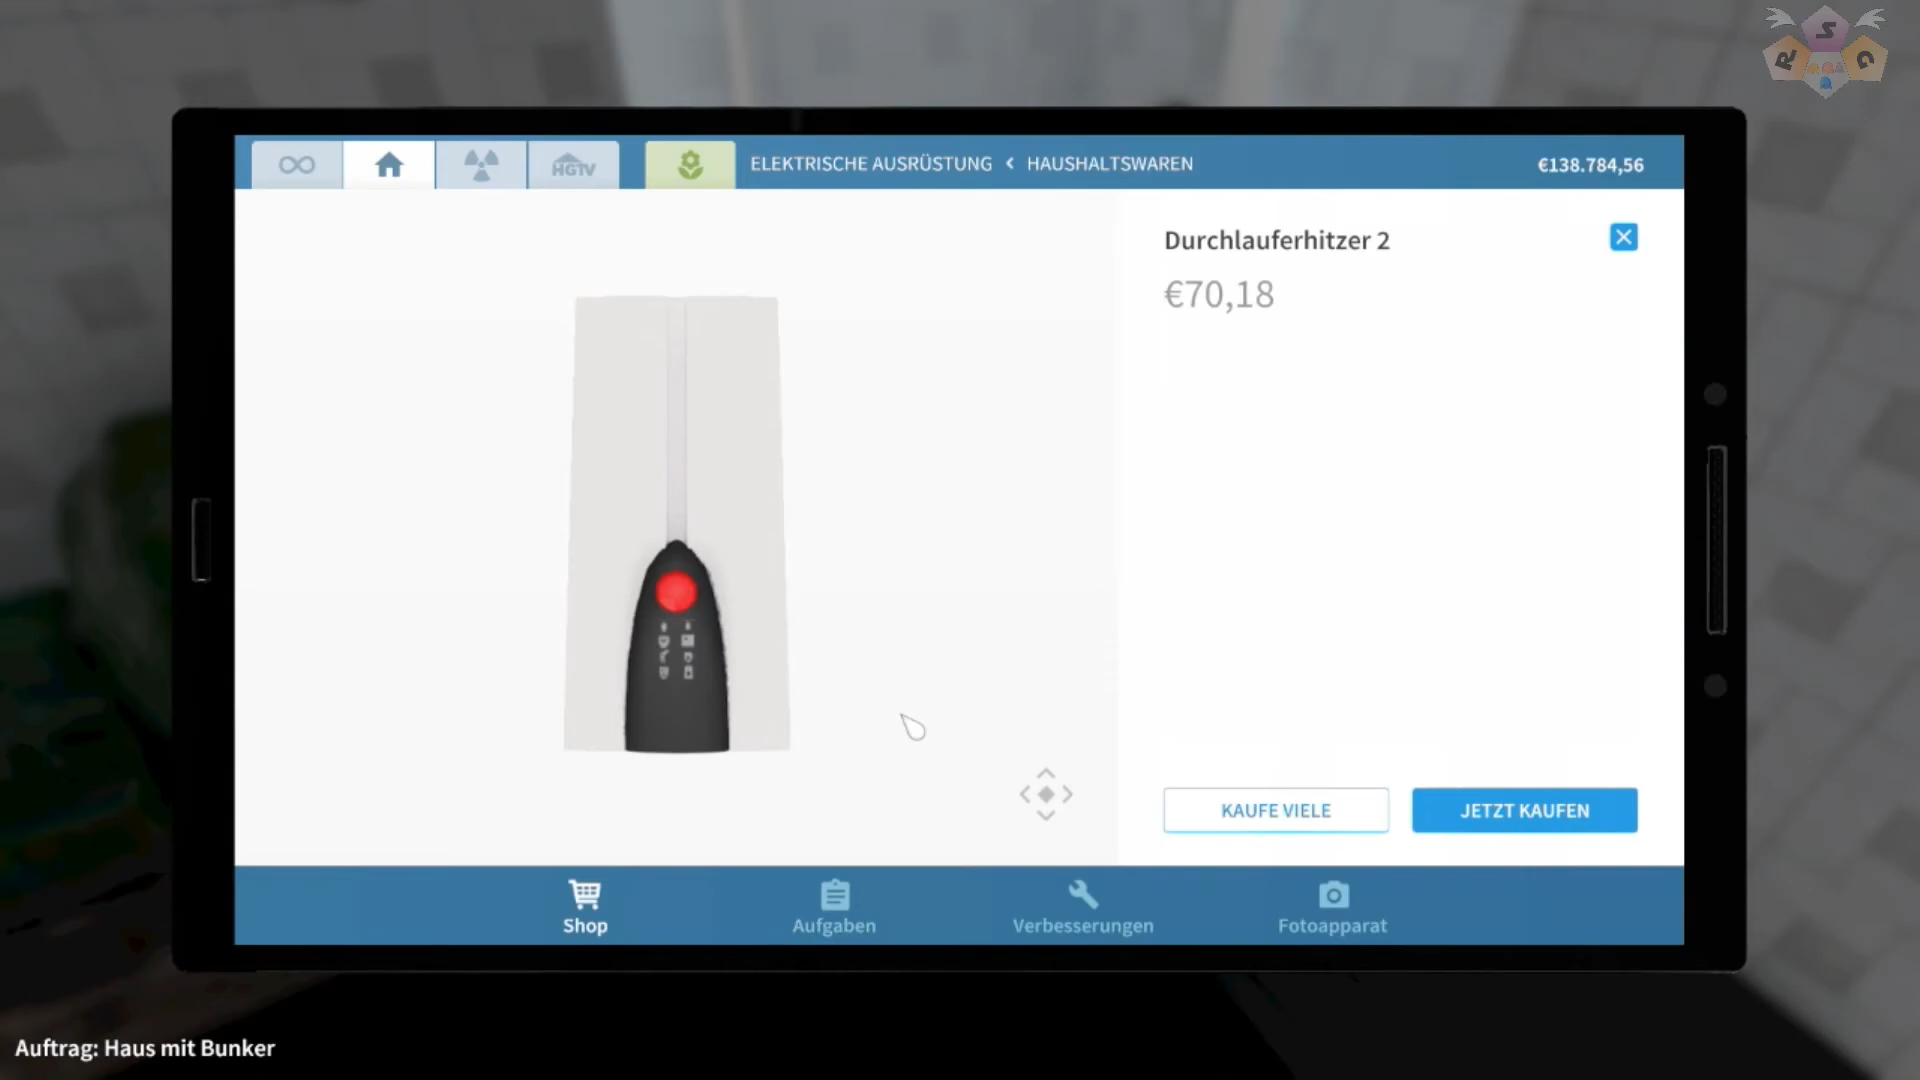 R S G
HGTV
ELEKTRISCHE AUSRÜSTUNG < HAUSHALTSWAREN
€138.784,56
Durchlauferhitzer 2
€70,18
KAUFE VIELE
JETZT KAUFEN
Shop
Aufgaben
Verbesserungen
Fotoapparat
Auftrag: Haus mit Bunker